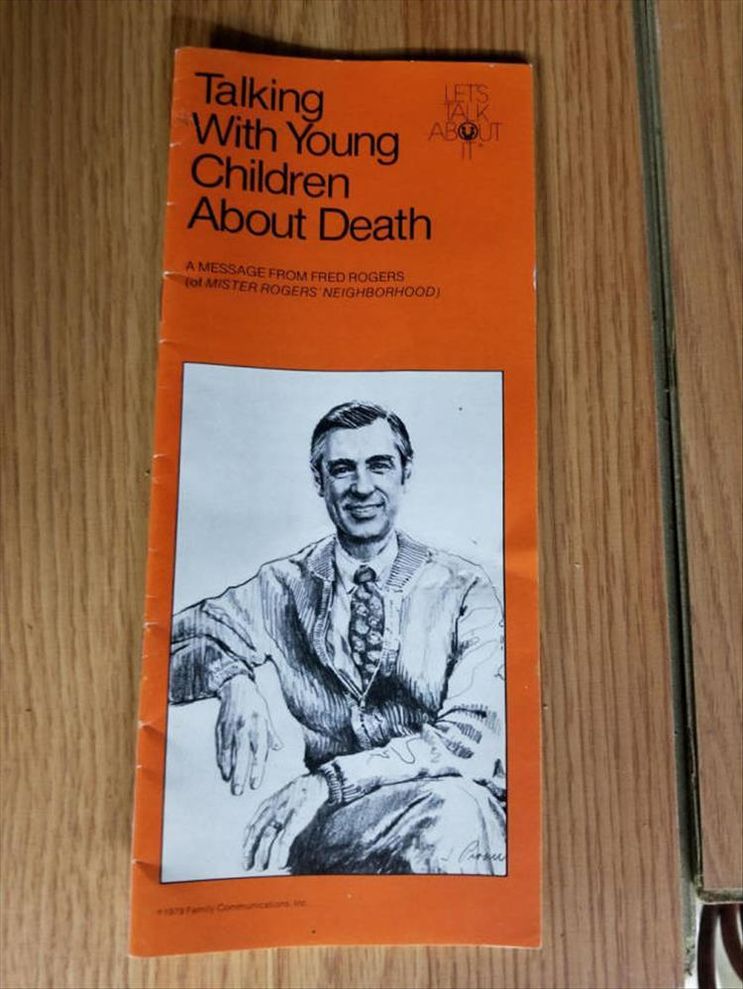 Talking
With Young
Children
About Death
LET'S
TALK
ABOUT
IT
A MESSAGE FROM FRED ROGERS
(of MISTER ROGERS' NEIGHBORHOOD)
©1979 Family Communications, Inc.